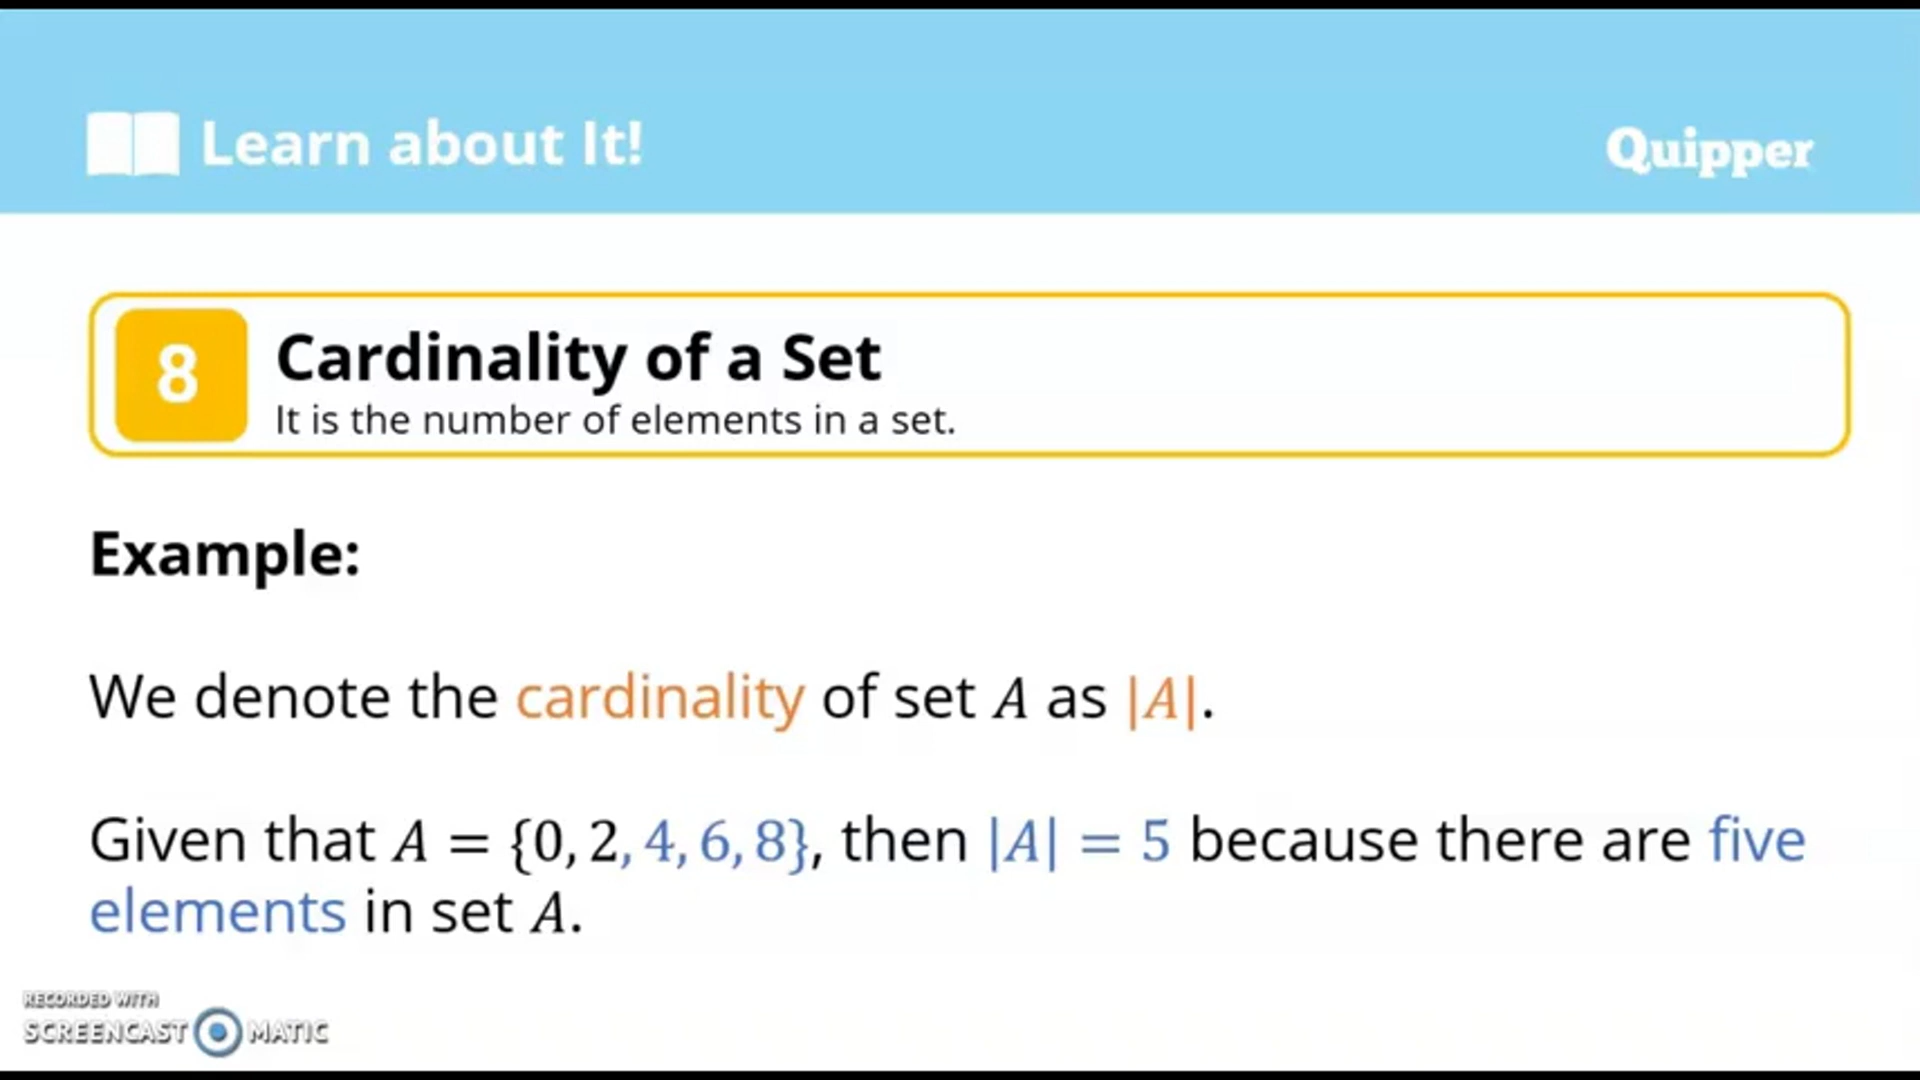 Learn about It!
Quipper
8
Cardinality of a Set
It is the number of elements in a set.
Example:
We denote the cardinality of set A as |A|.
Given that A = {0, 2, 4, 6, 8}, then |A| = 5 because there are five
elements in set A.
RECORDED WITH
SCREENCAST MATIC